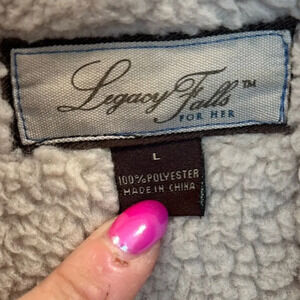 Legacy Falls™
FOR HER
L
100% POLYESTER
MADE IN CHINA